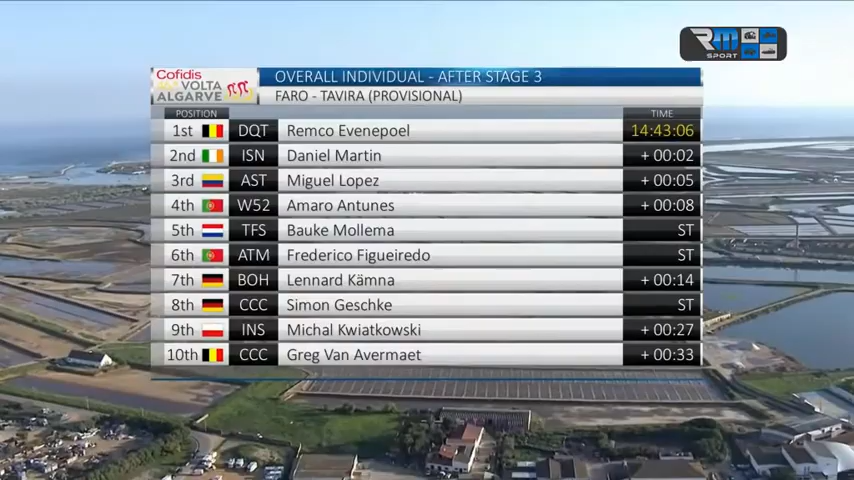 RM
SPORT
Cofidis
VOLTA
ALGARVE
OVERALL INDIVIDUAL - AFTER STAGE 3
FARO - TAVIRA (PROVISIONAL)
POSITION TIME
1st DQT Remco Evenepoel 14:43:06
2nd ISN Daniel Martin + 00:02
3rd AST Miguel Lopez + 00:05
4th W52 Amaro Antunes + 00:08
5th TFS Bauke Mollema ST
6th ATM Frederico Figueiredo ST
7th BOH Lennard Kämna + 00:14
8th CCC Simon Geschke ST
9th INS Michal Kwiatkowski + 00:27
10th CCC Greg Van Avermaet + 00:33